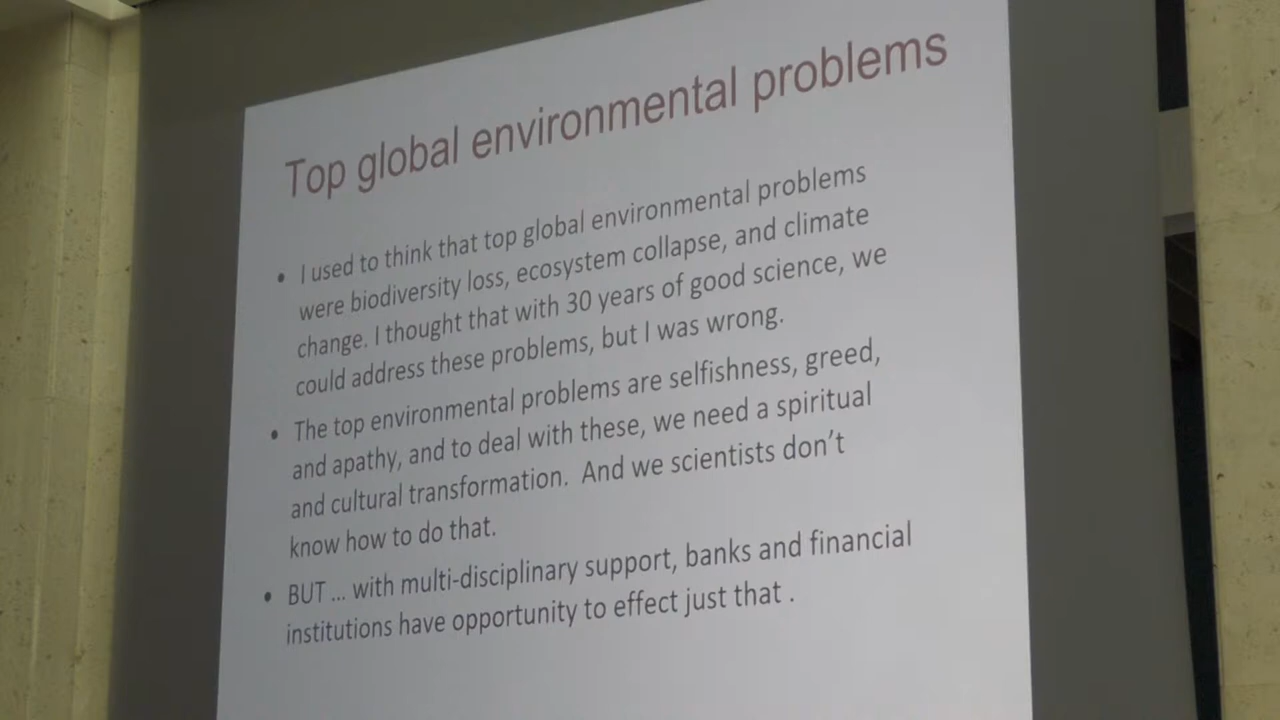 Top global environmental problems
• I used to think that top global environmental problems
were biodiversity loss, ecosystem collapse, and climate
change. I thought that with 30 years of good science, we
could address these problems, but I was wrong.
• The top environmental problems are selfishness, greed,
and apathy, and to deal with these, we need a spiritual
and cultural transformation.  And we scientists don't
know how to do that.
• BUT ... with multi-disciplinary support, banks and financial
institutions have opportunity to effect just that .